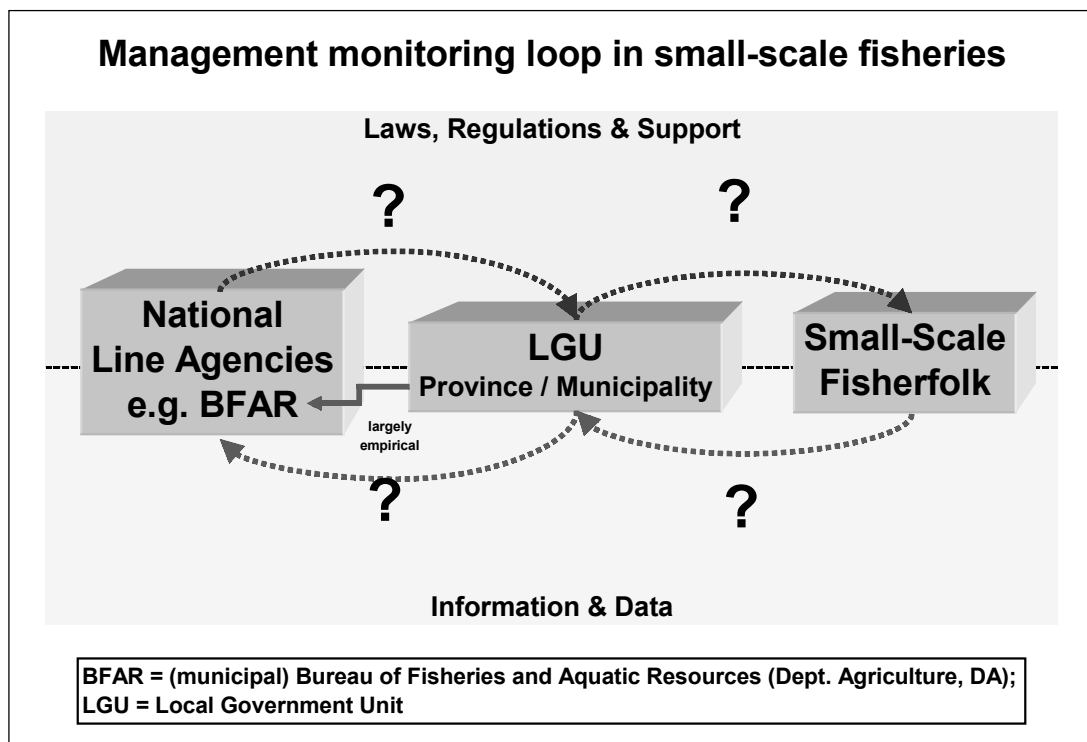 Management monitoring loop in small-scale fisheries
Laws, Regulations & Support
?
?
National
Line Agencies
e.g. BFAR
LGU
Province / Municipality
Small-Scale
Fisherfolk
largely
empirical
?
?
Information & Data
BFAR = (municipal) Bureau of Fisheries and Aquatic Resources (Dept. Agriculture, DA);
LGU = Local Government Unit